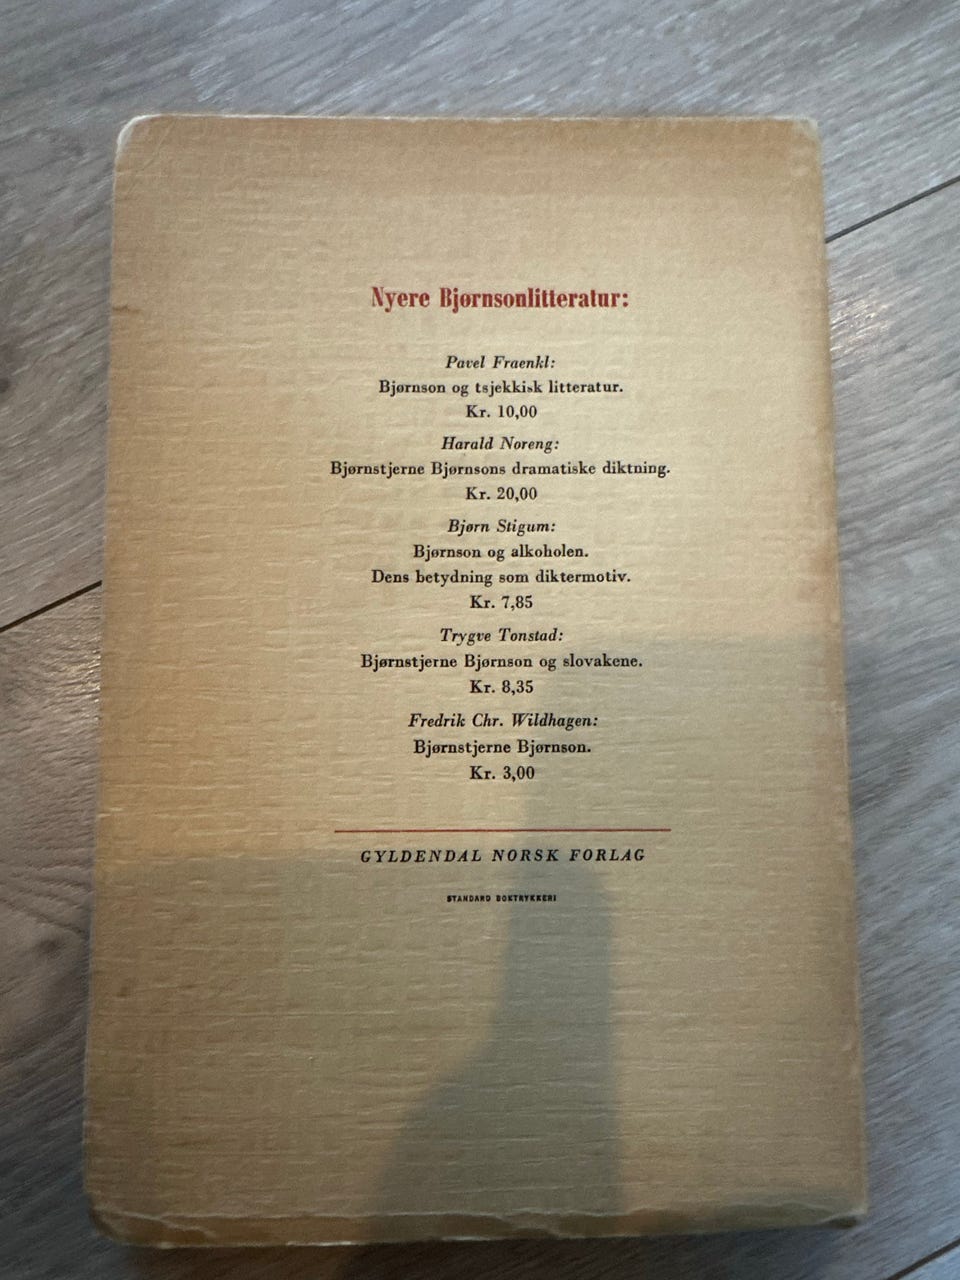 Nyere Bjørnsonlitteratur:
Pavel Fraenkl:
Bjørnson og tsjekkisk litteratur.
Kr. 10,00
Harald Noreng:
Bjørnstjerne Bjørnsons dramatiske diktning.
Kr. 20,00
Bjørn Stigum:
Bjørnson og alkoholen.
Dens betydning som diktermotiv.
Kr. 7,85
Trygve Tonstad:
Bjørnstjerne Bjørnson og slovakene.
Kr. 8,35
Fredrik Chr. Wildhagen:
Bjørnstjerne Bjørnson.
Kr. 3,00
GYLDENDAL NORSK FORLAG
STANDARD BOKTRYKKERI